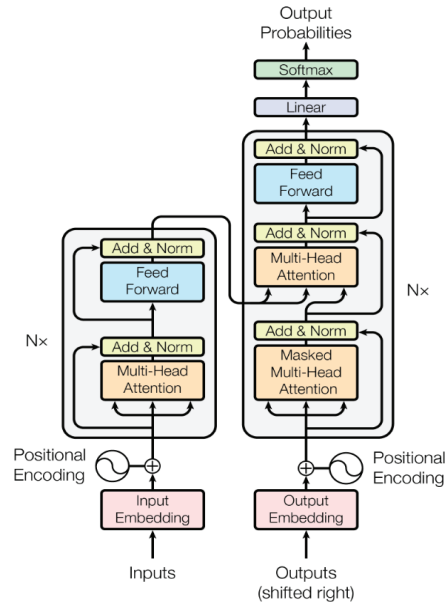 Output
Probabilities
Softmax
Linear
Add & Norm
Feed
Forward
Add & Norm
Multi-Head
Attention
Add & Norm
Masked
Multi-Head
Attention
N×
Add & Norm
Feed
Forward
Add & Norm
Multi-Head
Attention
N×
Positional
Encoding
Positional
Encoding
Input
Embedding
Output
Embedding
Inputs
Outputs
(shifted right)